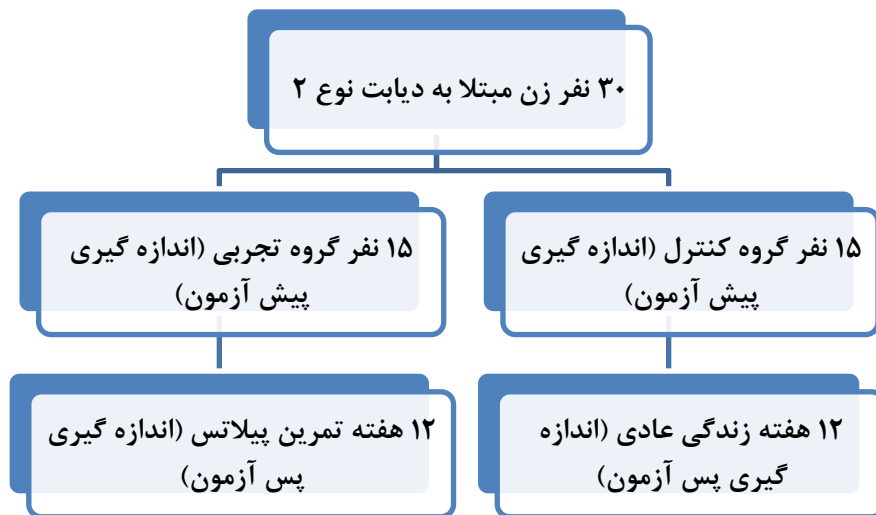 ۳۰ نفر زن مبتلا به دیابت نوع ۲
۱۵ نفر گروه کنترل (اندازه گیری
پیش آزمون)
۱۵ نفر گروه تجربی (اندازه گیری
پیش آزمون)
۱۲ هفته زندگی عادی (اندازه
گیری پس آزمون)
۱۲ هفته تمرین پیلاتس (اندازه گیری
پس آزمون)